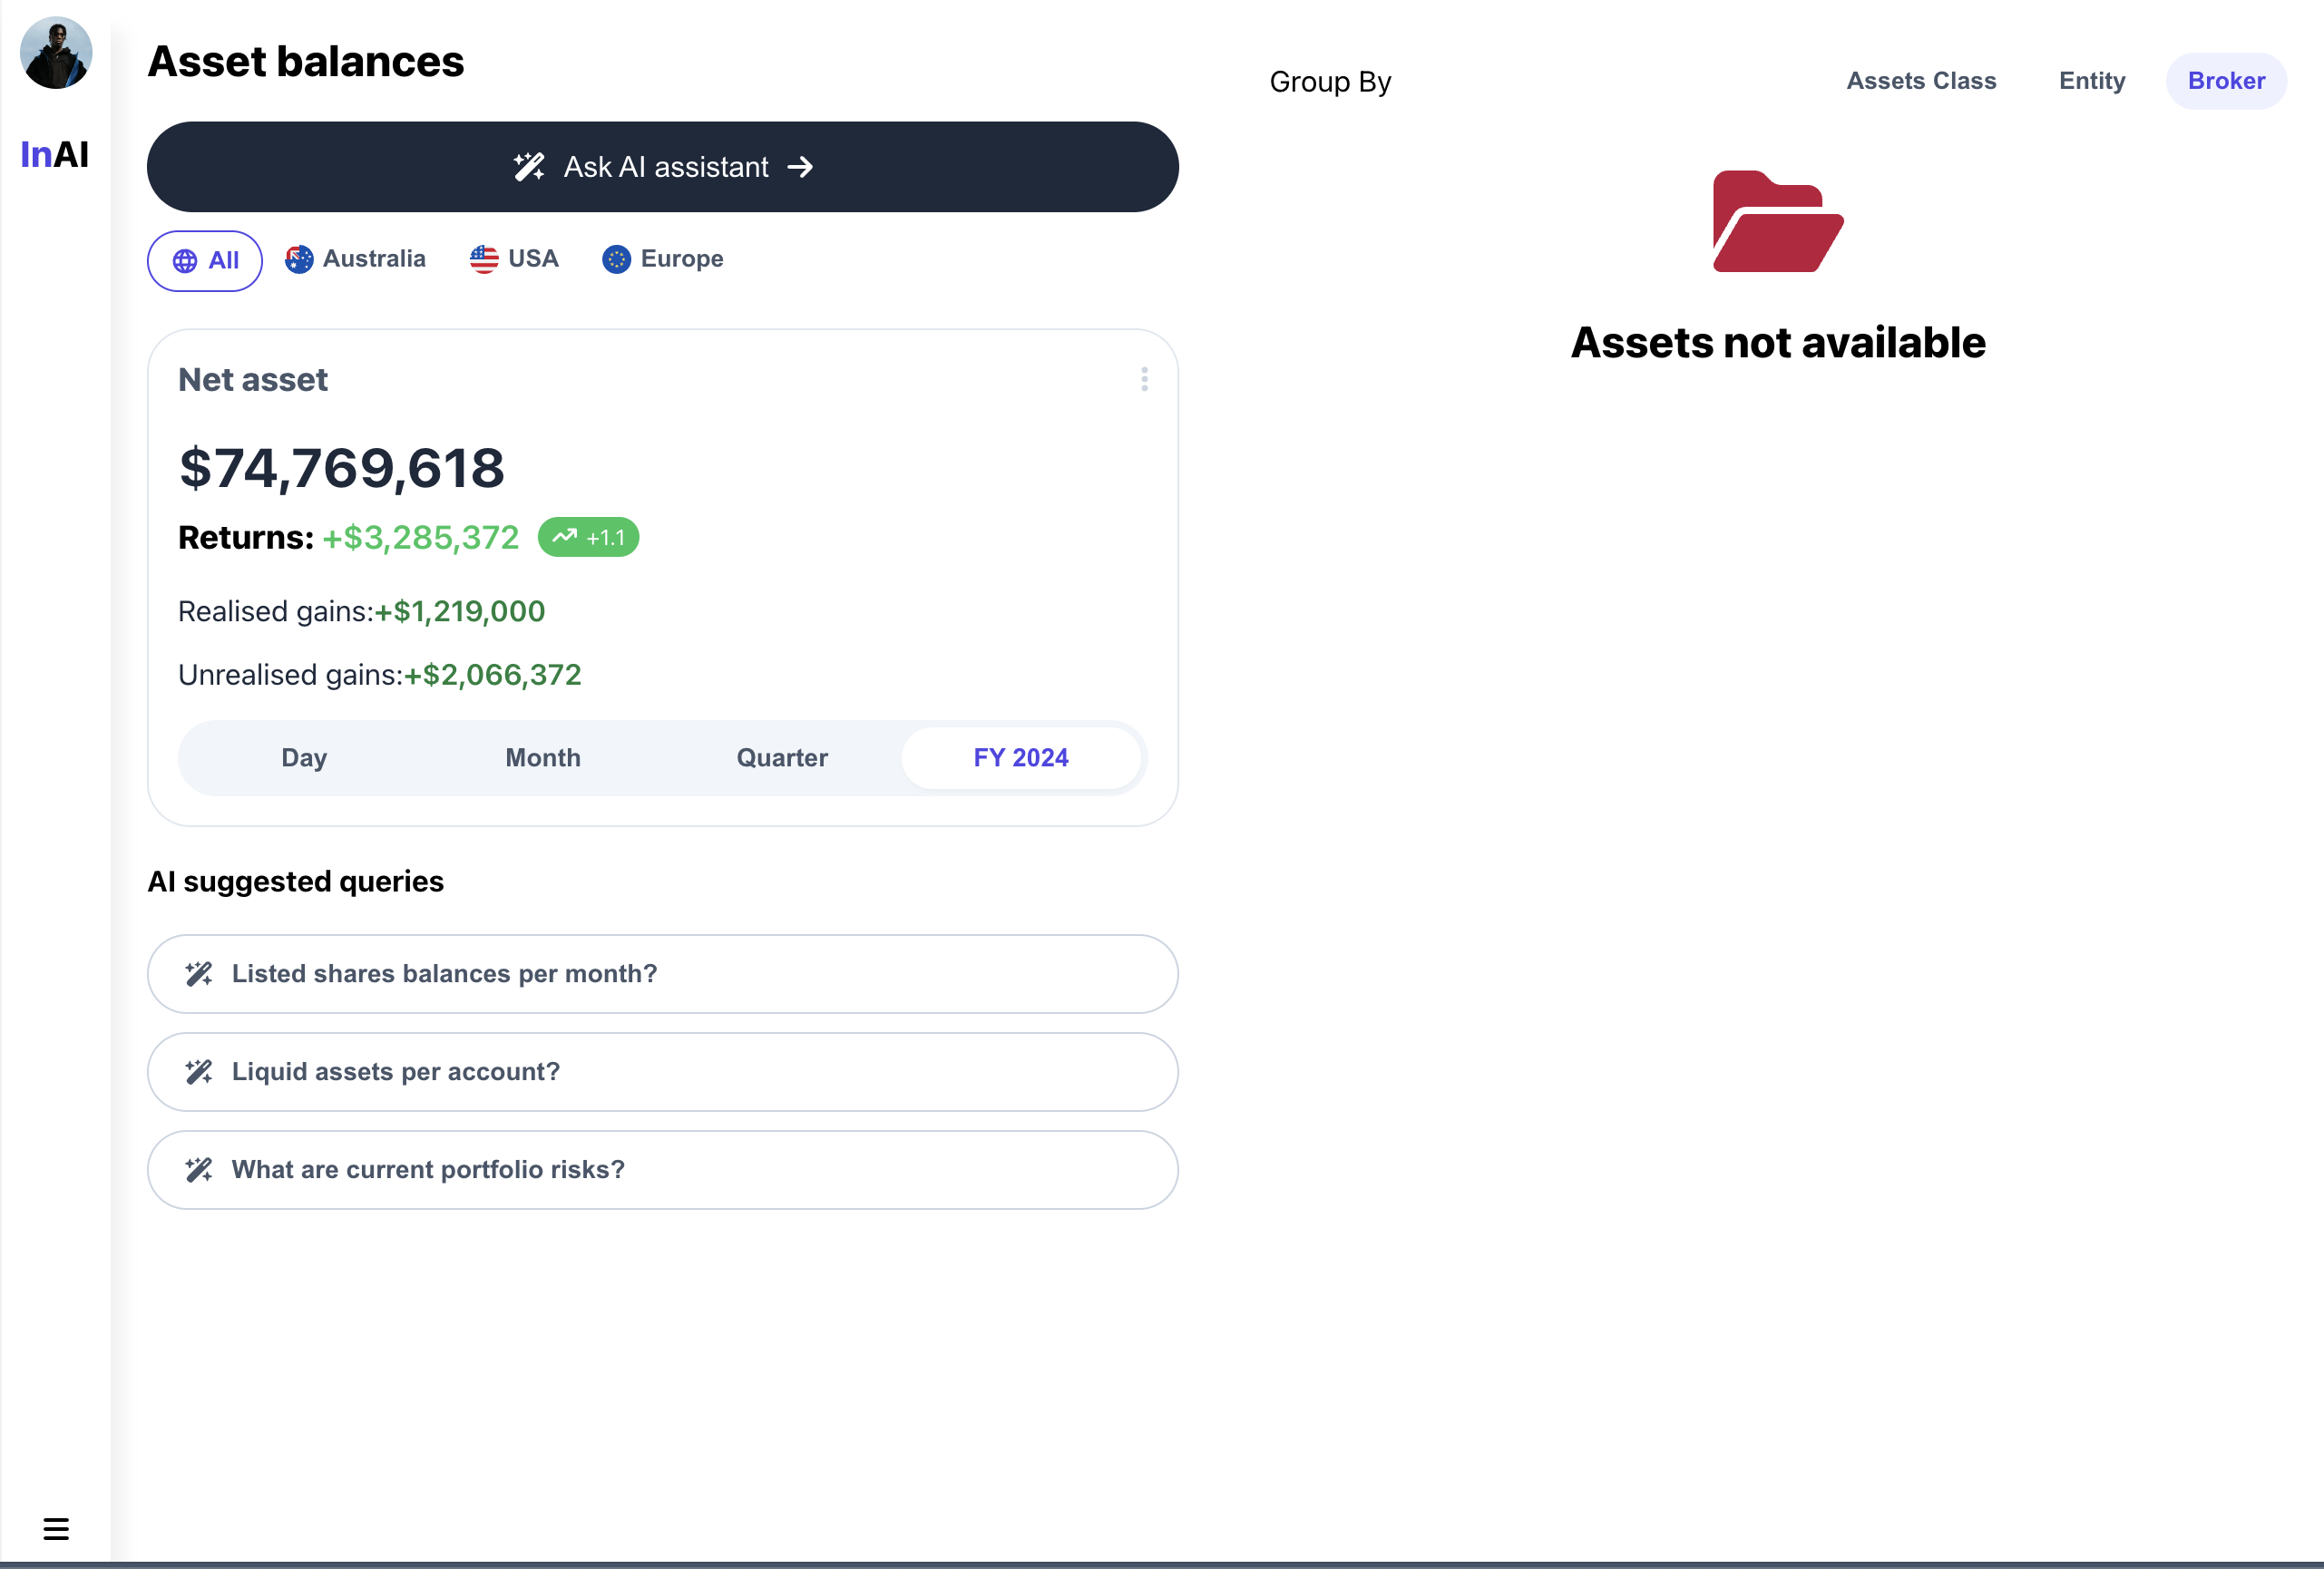 InAI
Asset balances
Ask AI assistant
All
Australia
USA
Europe
Net asset
$74,769,618
Returns: +$3,285,372 +1.1
Realised gains:+$1,219,000
Unrealised gains:+$2,066,372
Day
Month
Quarter
FY 2024
AI suggested queries
Listed shares balances per month?
Liquid assets per account?
What are current portfolio risks?
Group By
Assets Class
Entity
Broker
Assets not available